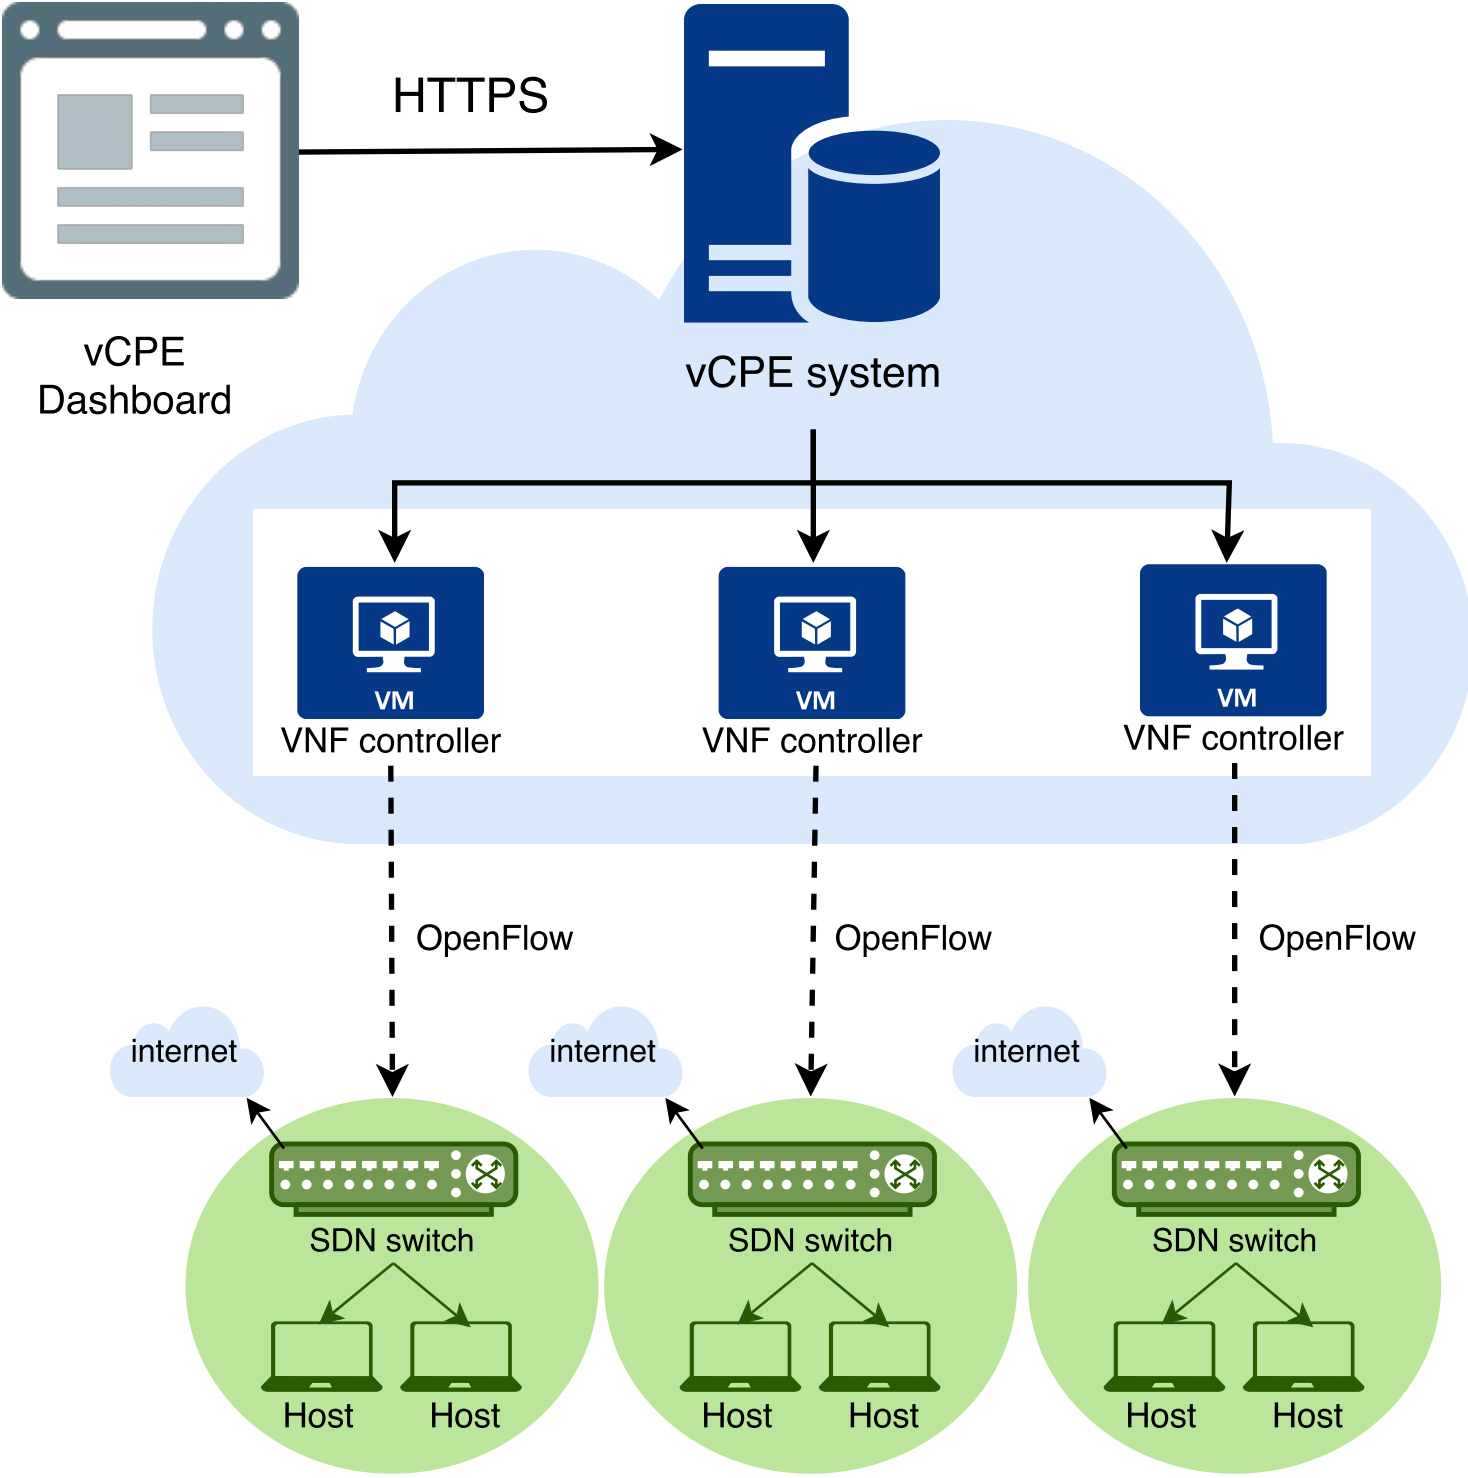 HTTPS
vCPE
Dashboard
vCPE system
VM
VM
VM
VNF controller
VNF controller
VNF controller
OpenFlow
OpenFlow
OpenFlow
internet
internet
internet
SDN switch
SDN switch
SDN switch
Host
Host
Host
Host
Host
Host